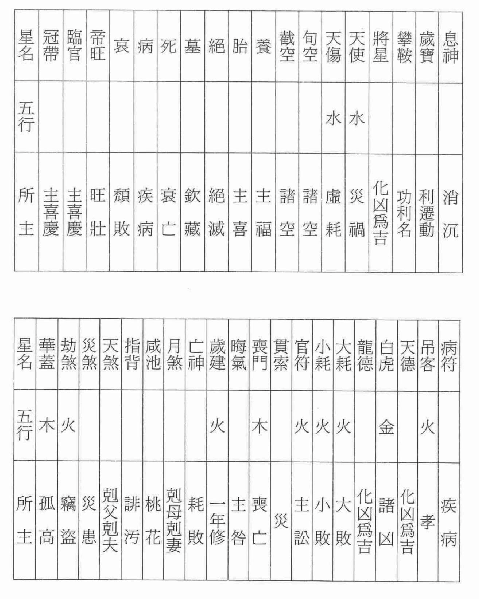 星名 冠帶 臨官 帝旺 衰 病 死 墓 絕 胎 養 截空 旬空 天傷 天使 將星 攀鞍 歲驛 息神
五行 水 水
所主 主喜慶 主喜慶 旺壯 頹敗 疾病 衰亡 欽藏 絕滅 主喜 主福 諸空 諸空 虛耗 災禍 化凶爲吉 功利名 利遷動 消沉
星名 華蓋 劫煞 災煞 天煞 指背 咸池 月煞 亡神 歲建 晦氣 喪門 貫索 官符 小耗 大耗 龍德 白虎 天德 吊客 病符
五行 木 火 火 木 火 火 火 金 火
所主 孤高 竊盜 災患 剋父剋夫 誹污 桃花 剋母剋妻 耗敗 一年修 主咎 喪亡 災 主訟 小敗 大敗 化凶爲吉 諸凶 化凶爲吉 孝 疾病